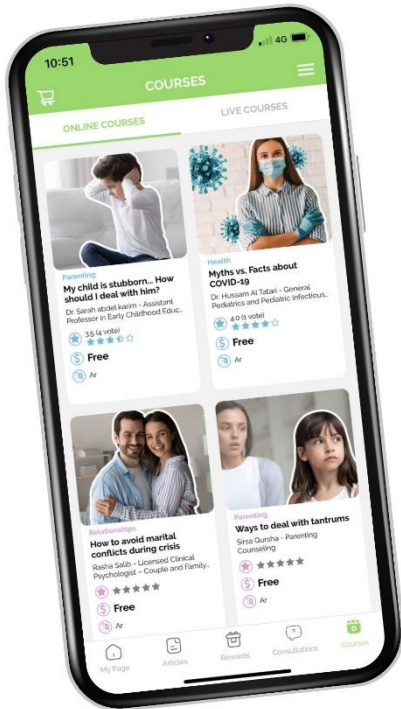 10:51
4G
COURSES
ONLINE COURSES
LIVE COURSES
Parenting
My child is stubborn... How
should I deal with him?
Dr. Sarah abdel karim - Assistant
Professor in Early Childhood Educ...
3.5 (4 vote)
Free
Ar
Health
Myths vs. Facts about
COVID-19
Dr. Hussam Al Tatari - General
Pediatrics and Pediatric infectious...
4.0 (1 vote)
Free
Ar
Relationships
How to avoid marital
conflicts during crisis
Rasha Salib - Licensed Clinical
Psychologist - Couple and Family...
Free
Ar
Parenting
Ways to deal with tantrums
Sirsa Qursha - Parenting
Counseling
Free
Ar
My Page
Articles
Rewards
Consultations
Courses